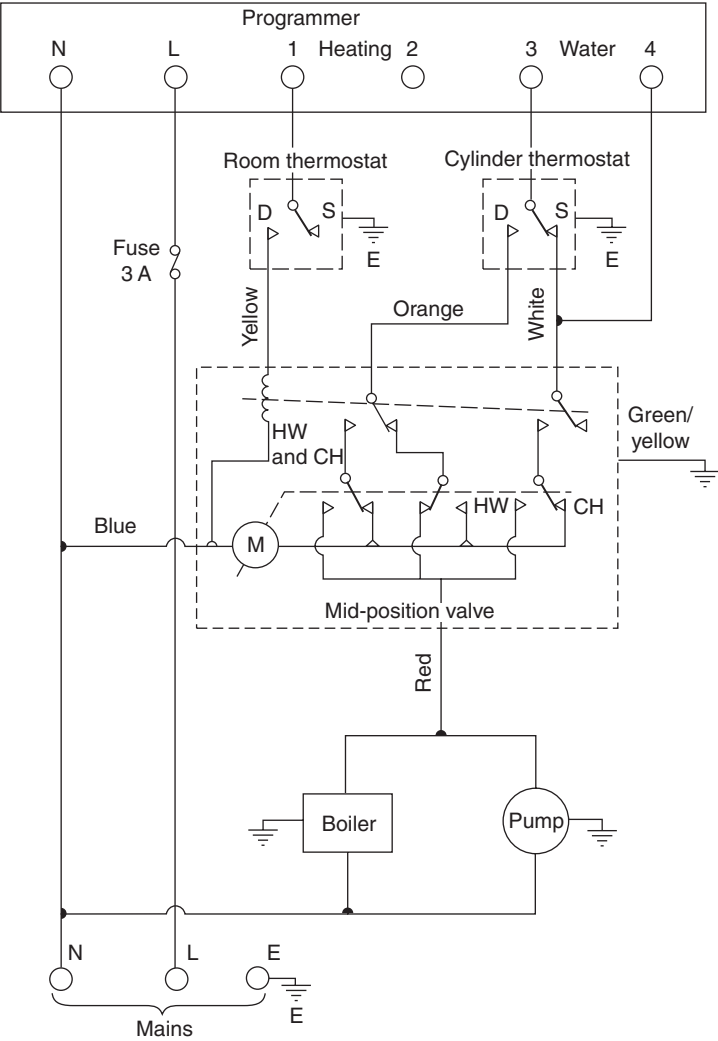 Programmer
N L 1 Heating 2 3 Water 4
Room thermostat
Cylinder thermostat
D S
E
D S
E
Fuse
3 A
Yellow
Orange
White
HW
and CH
Green/
yellow
HW CH
Blue
M
Mid-position valve
Red
Boiler
Pump
N L E
E
Mains